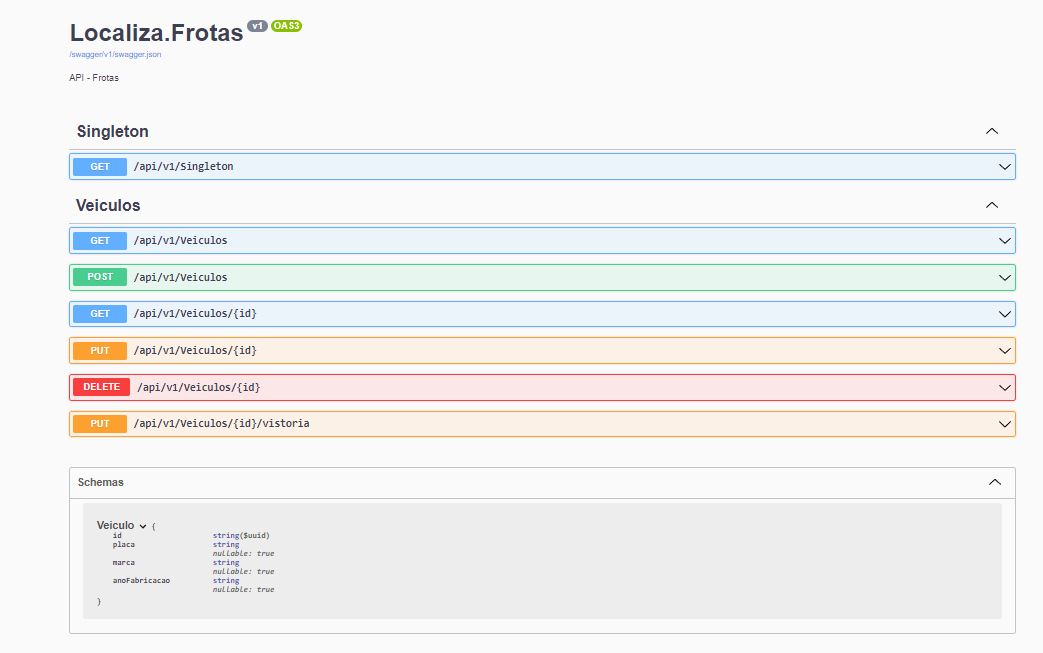 Localiza.Frotas v1 OAS3
/swagger/v1/swagger.json
API - Frotas
Singleton
GET /api/v1/Singleton
Veiculos
GET /api/v1/Veiculos
POST /api/v1/Veiculos
GET /api/v1/Veiculos/{id}
PUT /api/v1/Veiculos/{id}
DELETE /api/v1/Veiculos/{id}
PUT /api/v1/Veiculos/{id}/vistoria
Schemas
Veiculo {
id string($uuid)
placa string
nullable: true
marca string
nullable: true
anoFabricacao string
nullable: true
}